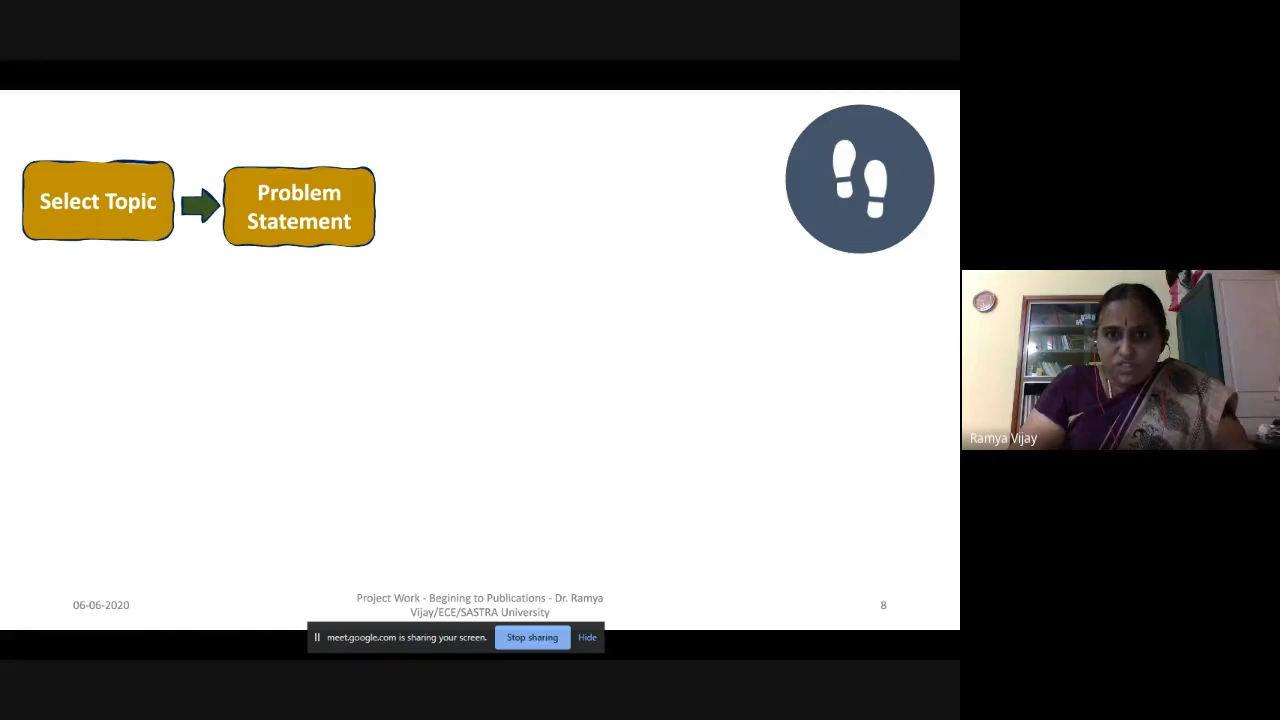 Select Topic
Problem
Statement
Ramya Vijay
06-06-2020
Project Work - Begining to Publications - Dr. Ramya
Vijay/ECE/SASTRA University
8
meet.google.com is sharing your screen.
Stop sharing
Hide